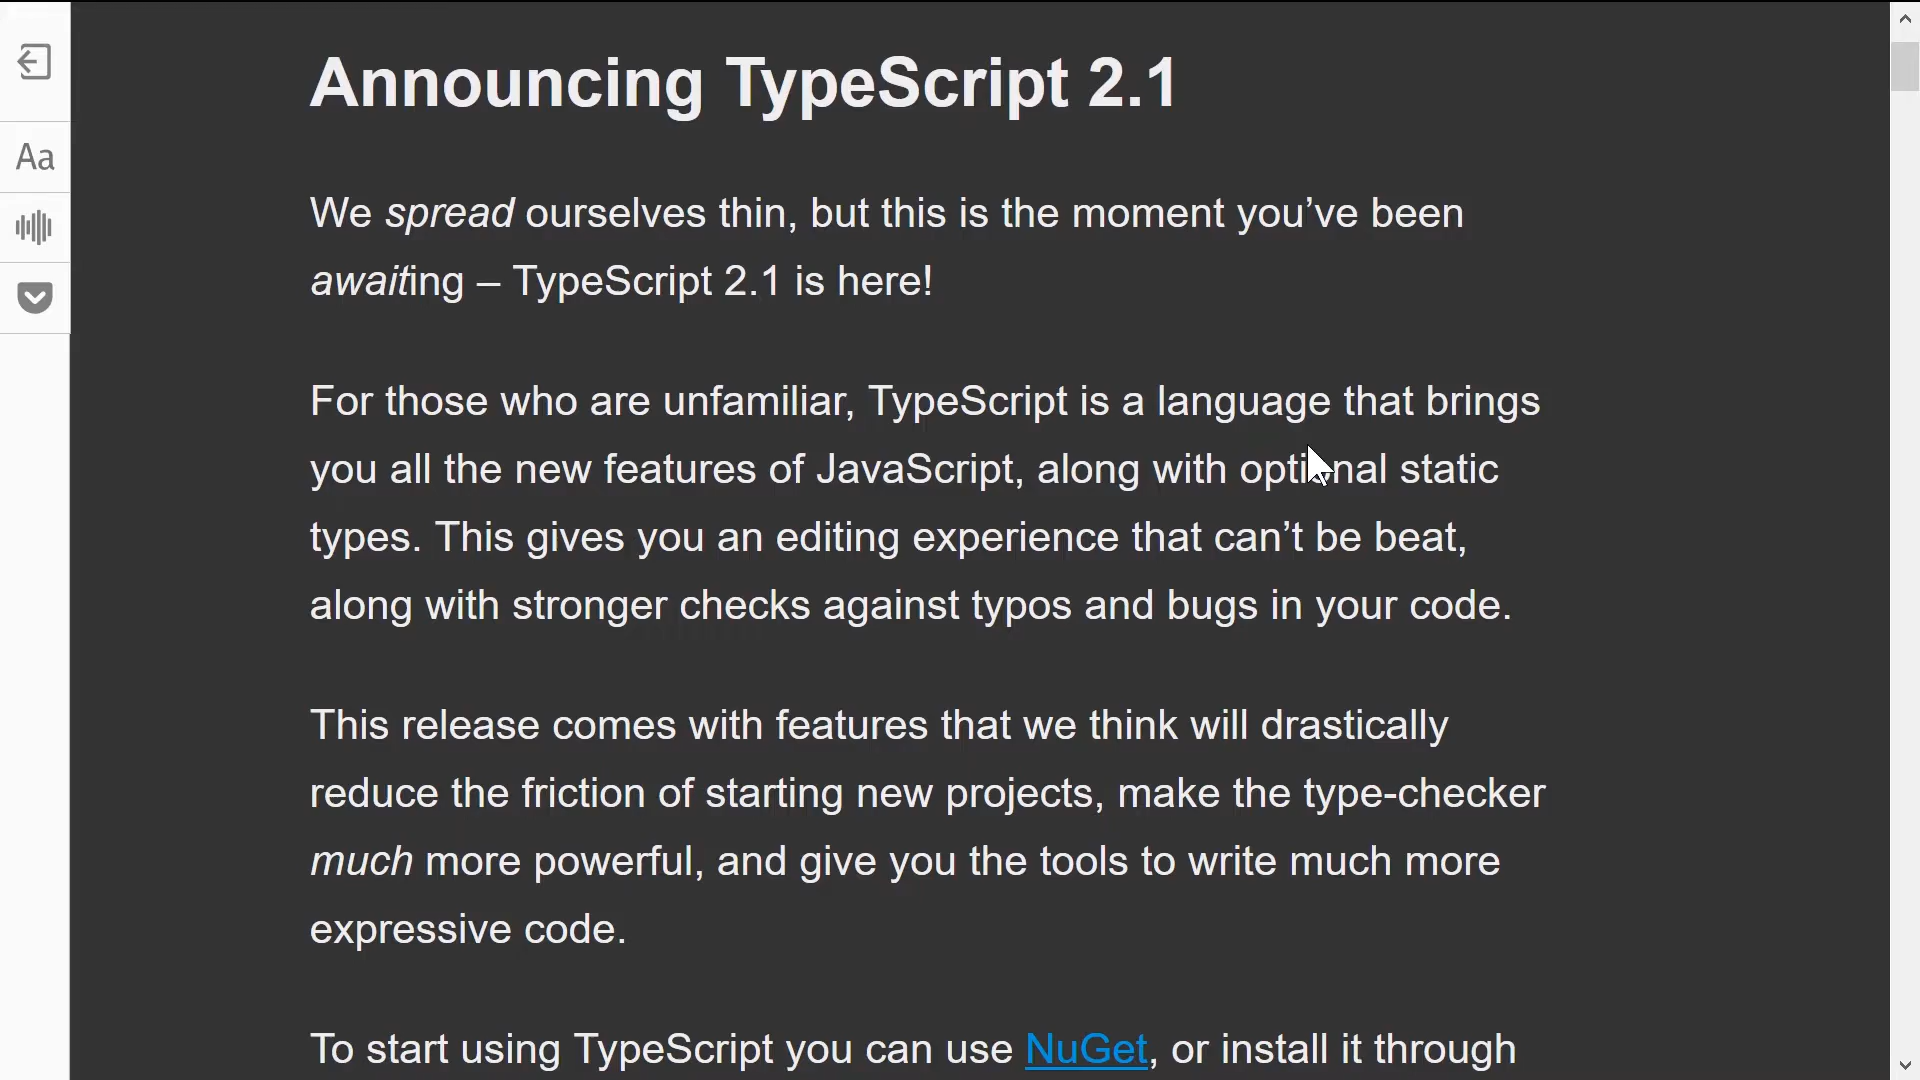 Announcing TypeScript 2.1
Aa
We spread ourselves thin, but this is the moment you’ve been
awaiting – TypeScript 2.1 is here!
For those who are unfamiliar, TypeScript is a language that brings
you all the new features of JavaScript, along with optional static
types. This gives you an editing experience that can’t be beat,
along with stronger checks against typos and bugs in your code.
This release comes with features that we think will drastically
reduce the friction of starting new projects, make the type-checker
much more powerful, and give you the tools to write much more
expressive code.
To start using TypeScript you can use NuGet, or install it through